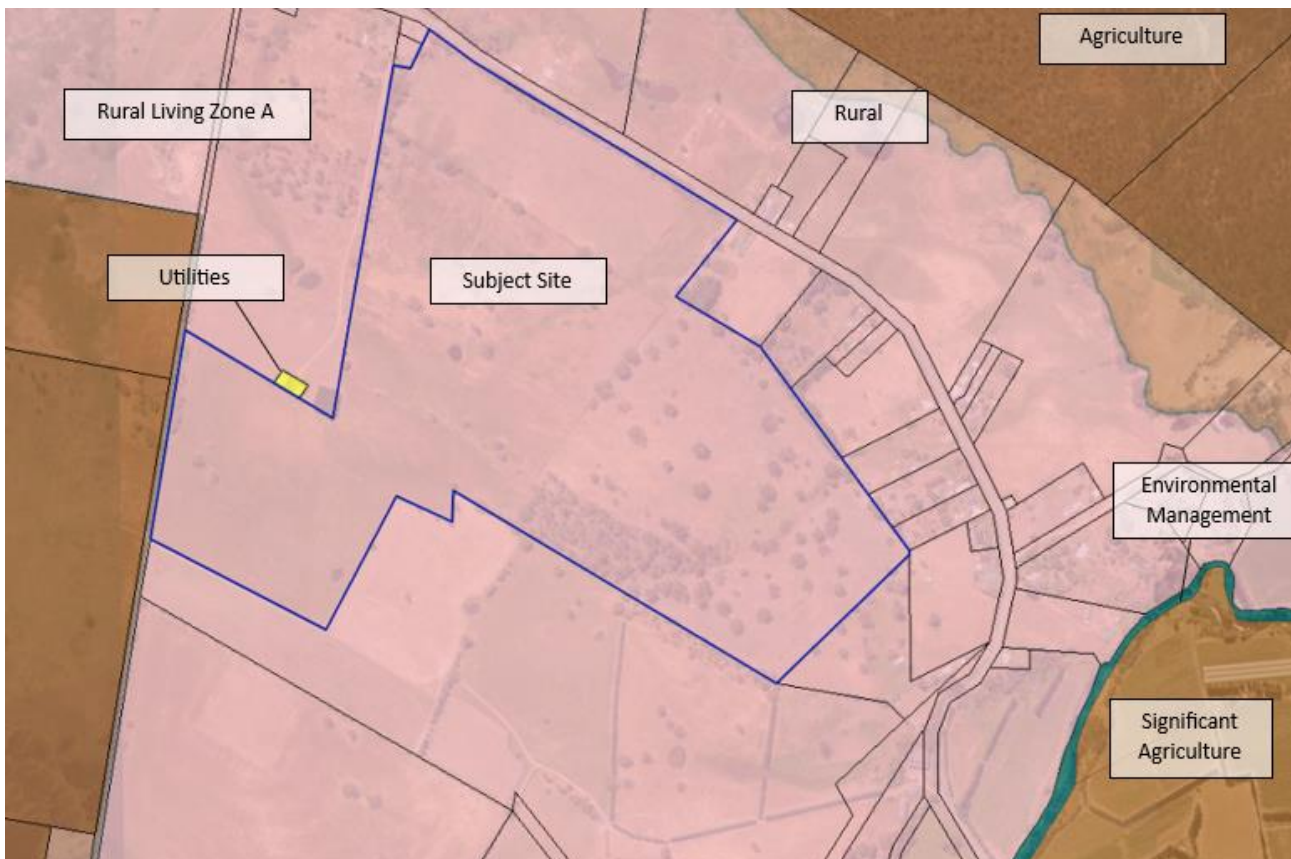 Agriculture
Rural Living Zone A
Rural
Utilities
Subject Site
Environmental
Management
Significant
Agriculture